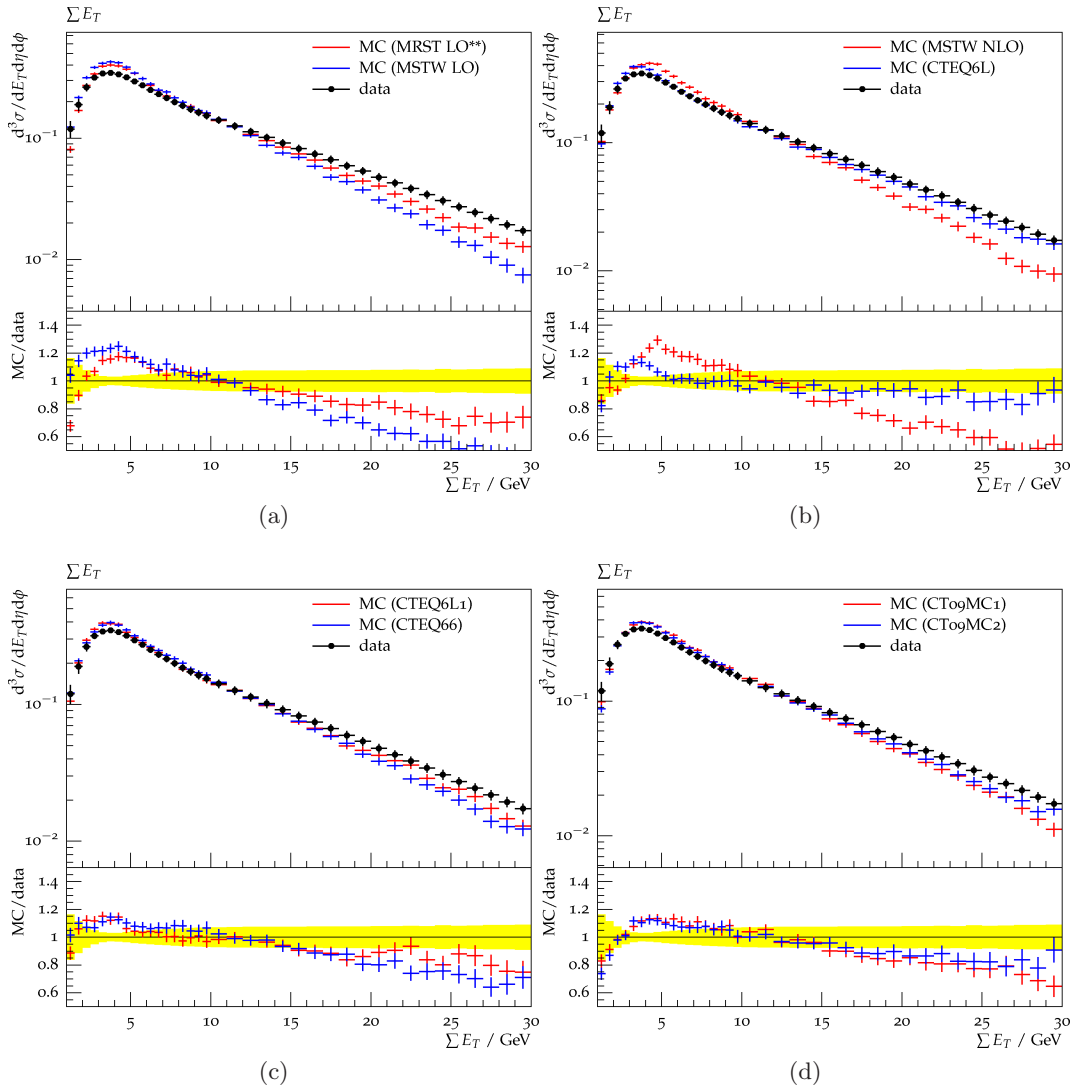 ∑ E_T
MC (MRST LO**)
MC (MSTW LO)
data
d³σ/dE_Tdηdφ
10⁻¹
10⁻²
MC/data
1.4
1.2
1
0.8
0.6
5 10 15 20 25 30
∑ E_T / GeV
(a)
∑ E_T
MC (MSTW NLO)
MC (CTEQ6L)
data
d³σ/dE_Tdηdφ
10⁻¹
10⁻²
MC/data
1.4
1.2
1
0.8
0.6
5 10 15 20 25 30
∑ E_T / GeV
(b)
∑ E_T
MC (CTEQ6L1)
MC (CTEQ66)
data
d³σ/dE_Tdηdφ
10⁻¹
10⁻²
MC/data
1.4
1.2
1
0.8
0.6
5 10 15 20 25 30
∑ E_T / GeV
(c)
∑ E_T
MC (CT09MC1)
MC (CT09MC2)
data
d³σ/dE_Tdηdφ
10⁻¹
10⁻²
MC/data
1.4
1.2
1
0.8
0.6
5 10 15 20 25 30
∑ E_T / GeV
(d)